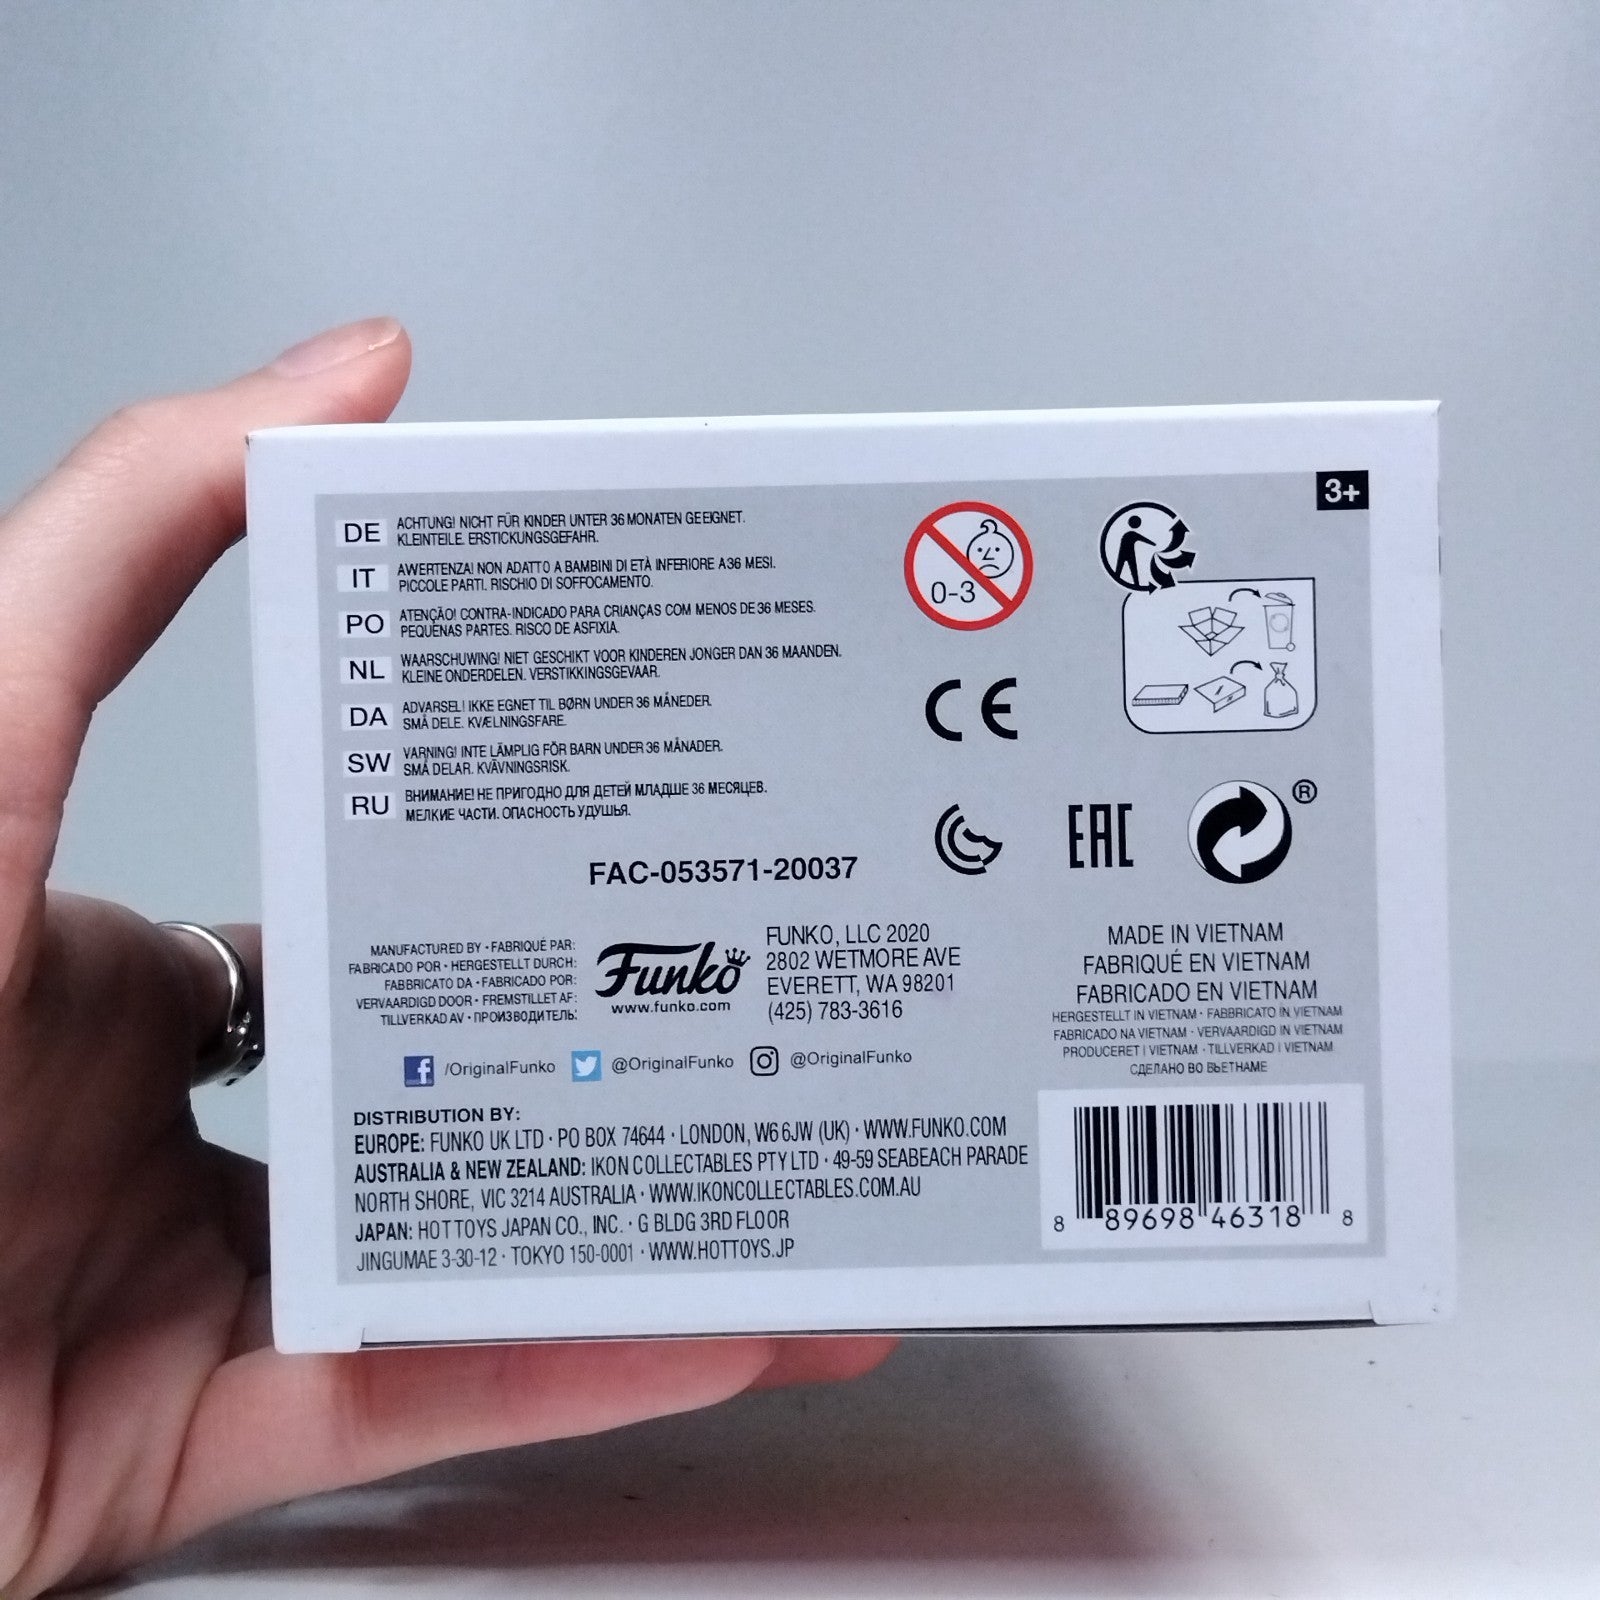 3+
DE ACHTUNG! NICHT FÜR KINDER UNTER 36 MONATEN GEEIGNET.
KLEINTEILE. ERSTICKUNGSGEFAHR.
IT AWERTENZA! NON ADATTO A BAMBINI DI ETÀ INFERIORE A 36 MESI.
PICCOLE PARTI. RISCHIO DI SOFFOCAMENTO.
PO ATENÇÃO! CONTRA-INDICADO PARA CRIANÇAS COM MENOS DE 36 MESES.
PEQUENAS PARTES. RISCO DE ASFIXIA.
NL WAARSCHUWING! NIET GESCHIKT VOOR KINDEREN JONGER DAN 36 MAANDEN.
KLEINE ONDERDELEN. VERSTIKKINGSGEVAAR.
DA ADVARSEL! IKKE EGNET TIL BØRN UNDER 36 MÅNEDER.
SMÅ DELE. KVÆLNINGSFARE.
SW VARNING! INTE LÄMPLIG FÖR BARN UNDER 36 MÅNADER.
SMÅ DELAR. KVÄVNINGSRISK.
RU ВНИМАНИЕ! НЕ ПРИГОДНО ДЛЯ ДЕТЕЙ МЛАДШЕ 36 МЕСЯЦЕВ.
МЕЛКИЕ ЧАСТИ. ОПАСНОСТЬ УДУШЬЯ.
0-3
CE
EAC
®
FAC-053571-20037
MANUFACTURED BY • FABRIQUÉ PAR:
FABRICADO POR • HERGESTELLT DURCH:
FABBRICATO DA • FABRICADO POR:
VERVAARDIGD DOOR • FREMSTILLET AF:
TILLVERKAD AV • ПРОИЗВОДИТЕЛЬ:
Funko
www.funko.com
FUNKO, LLC 2020
2802 WETMORE AVE
EVERETT, WA 98201
(425) 783-3616
MADE IN VIETNAM
FABRIQUÉ EN VIETNAM
FABRICADO EN VIETNAM
HERGESTELLT IN VIETNAM • FABBRICATO IN VIETNAM
FABRICADO NA VIETNAM • VERVAARDIGD IN VIETNAM
PRODUCERET I VIETNAM • TILLVERKAD I VIETNAM
СДЕЛАНО ВО ВЬЕТНАМЕ
f /OriginalFunko @OriginalFunko @OriginalFunko
DISTRIBUTION BY:
EUROPE: FUNKO UK LTD • PO BOX 74644 • LONDON, W6 6JW (UK) • WWW.FUNKO.COM
AUSTRALIA & NEW ZEALAND: IKON COLLECTABLES PTY LTD • 49-59 SEABEACH PARADE
NORTH SHORE, VIC 3214 AUSTRALIA • WWW.IKONCOLLECTABLES.COM.AU
JAPAN: HOT TOYS JAPAN CO., INC. • G BLDG 3RD FLOOR
JINGUMAE 3-30-12 • TOKYO 150-0001 • WWW.HOTTOYS.JP
8 89698 46318 8